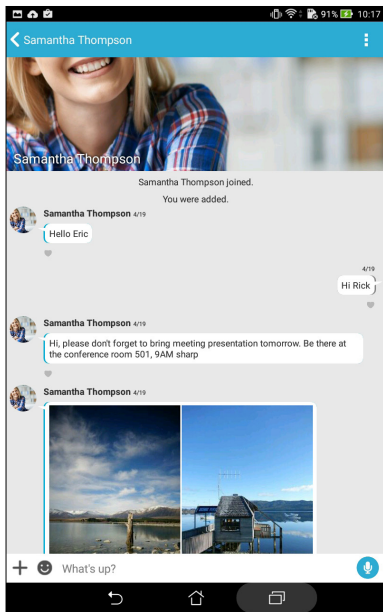 91% 10:17
Samantha Thompson
Samantha Thompson
Samantha Thompson joined.
You were added.
Samantha Thompson 4/19
Hello Eric
4/19
Hi Rick
Samantha Thompson 4/19
Hi, please don't forget to bring meeting presentation tomorrow. Be there at
the conference room 501, 9AM sharp
Samantha Thompson 4/19
What's up?